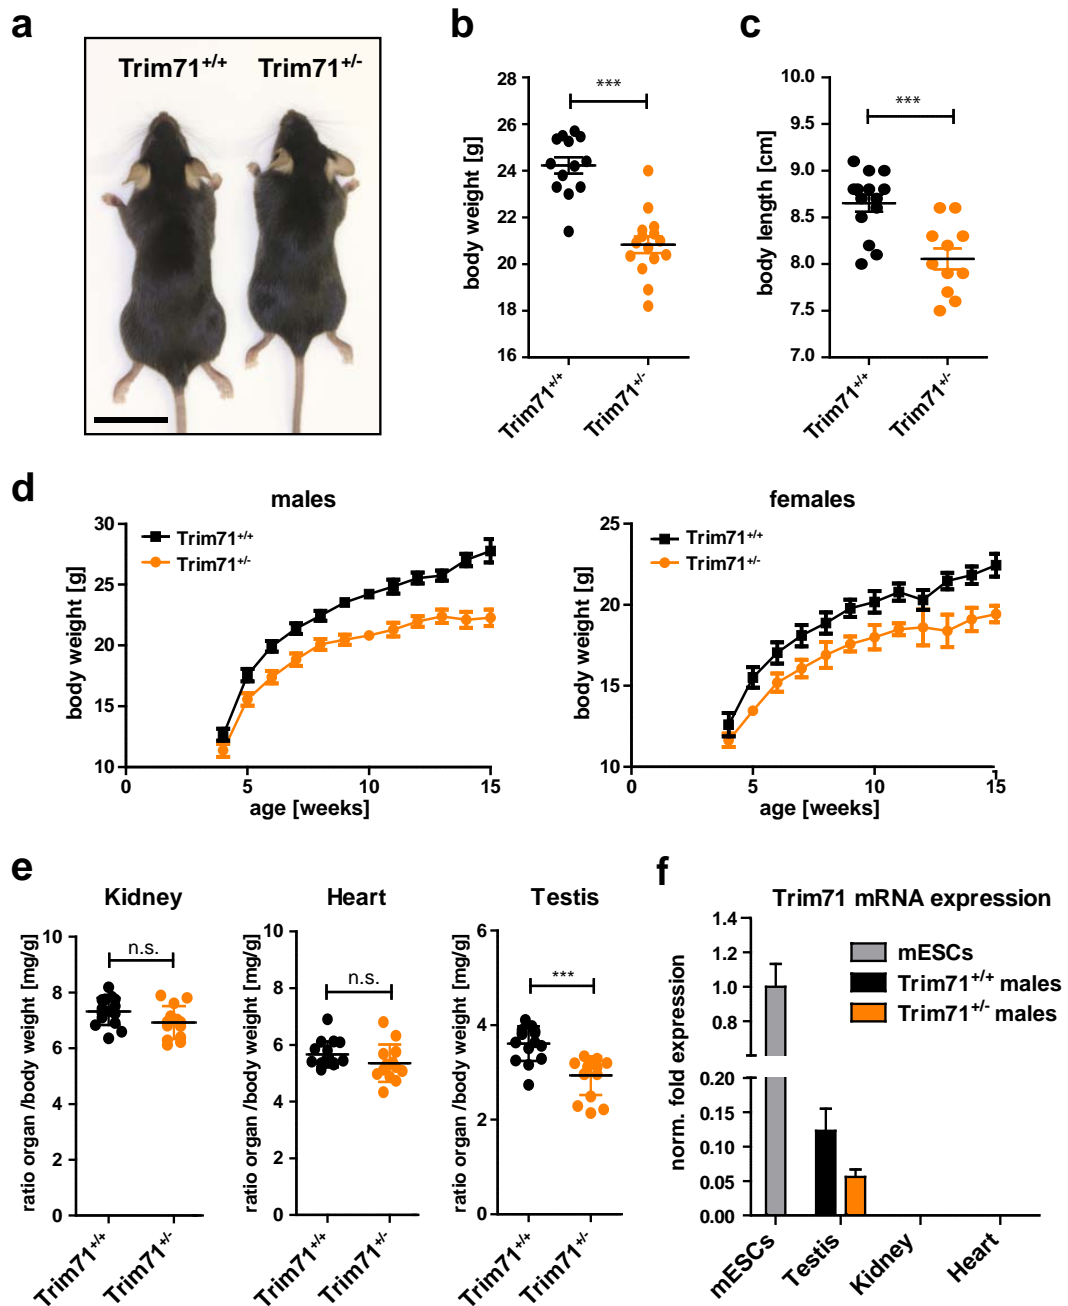 a
Trim71+/+ Trim71+/-
b
body weight [g]
28
26
24
22
20
18
16
***
Trim71+/+
Trim71+/-
c
body length [cm]
10.0
9.5
9.0
8.5
8.0
7.5
7.0
***
Trim71+/+
Trim71+/-
d
males
body weight [g]
30
25
20
15
10
Trim71+/+
Trim71+/-
0 5 10 15
age [weeks]
females
body weight [g]
25
20
15
10
Trim71+/+
Trim71+/-
0 5 10 15
age [weeks]
e
Kidney
ratio organ /body weight [mg/g]
10
8
6
4
2
0
n.s.
Trim71+/+
Trim71+/-
Heart
ratio organ /body weight [mg/g]
10
8
6
4
2
0
n.s.
Trim71+/+
Trim71+/-
Testis
ratio organ /body weight [mg/g]
6
4
2
0
***
Trim71+/+
Trim71+/-
f
Trim71 mRNA expression
norm. fold expression
1.4
1.2
1.0
0.8
0.6
0.20
0.15
0.10
0.05
0.00
mESCs
Trim71+/+ males
Trim71+/- males
mESCs
Testis
Kidney
Heart